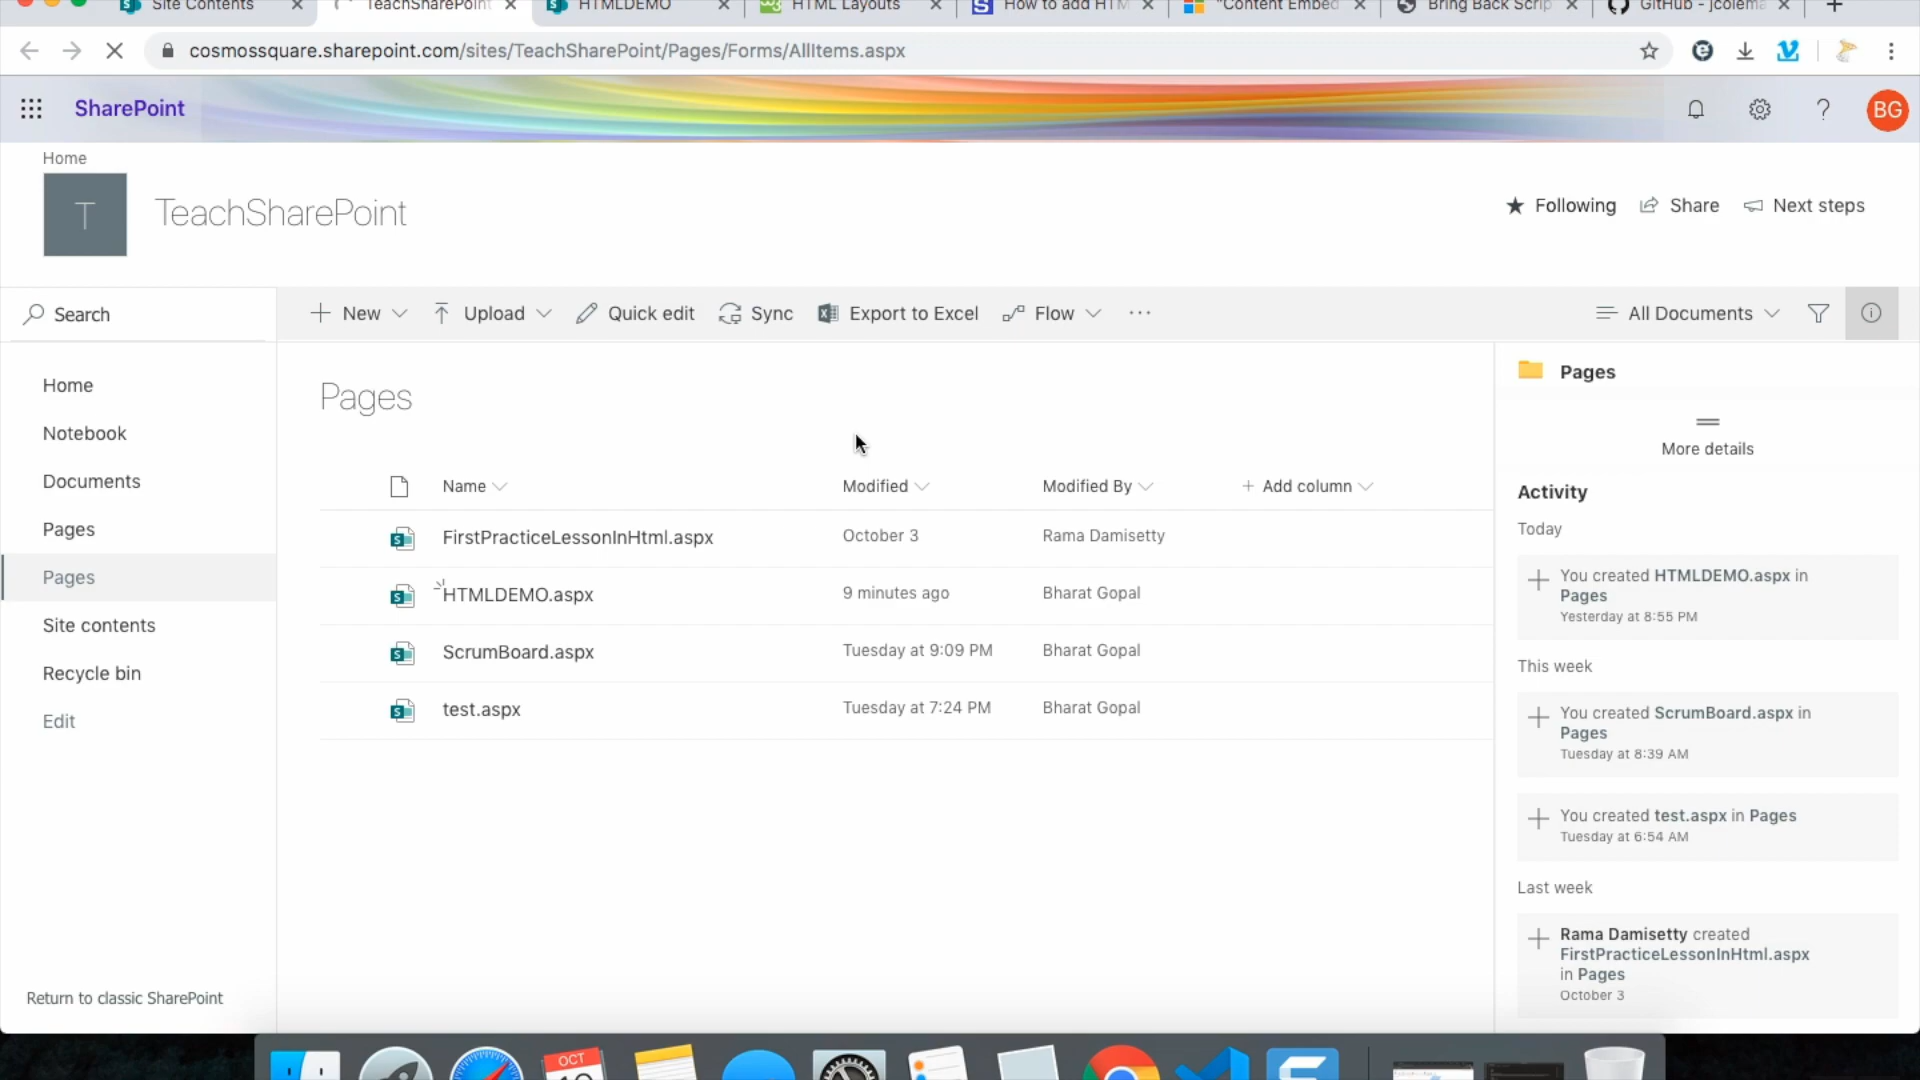 Site Contents
TeachSharePoint
HTMLDEMO
HTML Layouts
How to add HTM
"Content Embed
Bring Back Scrip
GitHub - jcolema
cosmossquare.sharepoint.com/sites/TeachSharePoint/Pages/Forms/AllItems.aspx
SharePoint
BG
Home
T
TeachSharePoint
Following
Share
Next steps
Search
New
Upload
Quick edit
Sync
Export to Excel
Flow
All Documents
Home
Notebook
Documents
Pages
Pages
Site contents
Recycle bin
Edit
Return to classic SharePoint
Pages
Name
Modified
Modified By
Add column
FirstPracticeLessonInHtml.aspx
October 3
Rama Damisetty
HTMLDEMO.aspx
9 minutes ago
Bharat Gopal
ScrumBoard.aspx
Tuesday at 9:09 PM
Bharat Gopal
test.aspx
Tuesday at 7:24 PM
Bharat Gopal
Pages
More details
Activity
Today
You created HTMLDEMO.aspx in
Pages
Yesterday at 8:55 PM
This week
You created ScrumBoard.aspx in
Pages
Tuesday at 8:39 AM
You created test.aspx in Pages
Tuesday at 6:54 AM
Last week
Rama Damisetty created
FirstPracticeLessonInHtml.aspx
in Pages
October 3
OCT